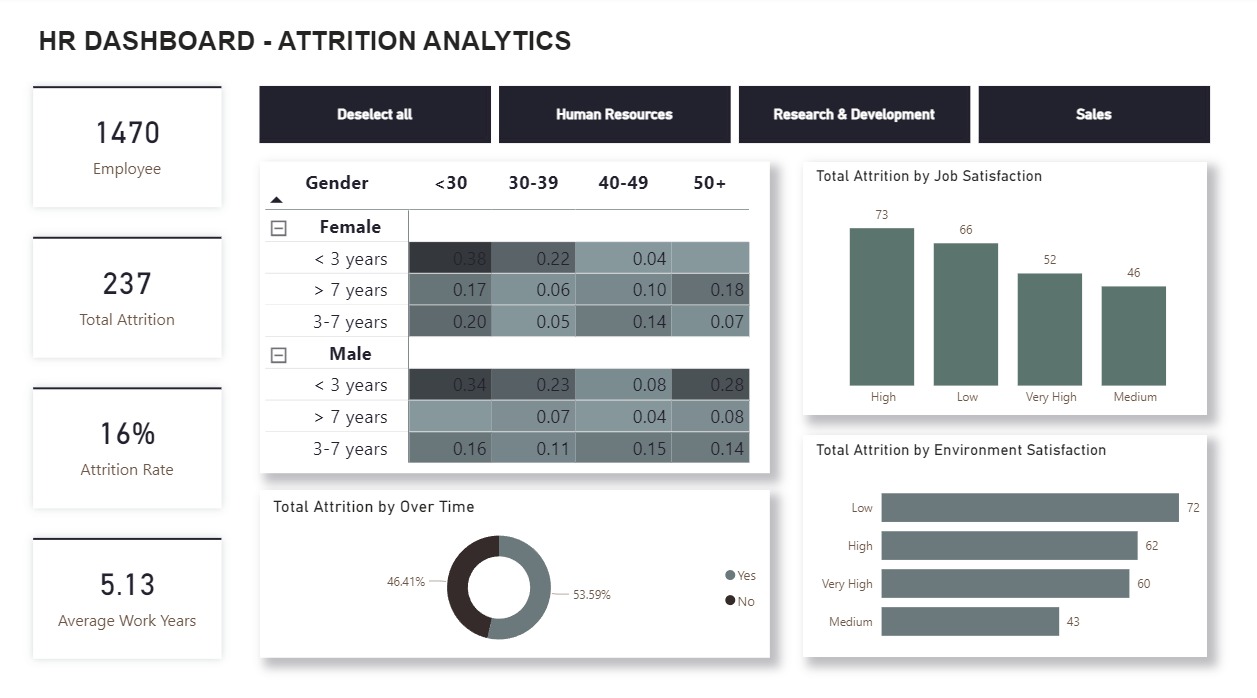 HR DASHBOARD - ATTRITION ANALYTICS
1470
Employee
237
Total Attrition
16%
Attrition Rate
5.13
Average Work Years
Deselect all Human Resources Research & Development Sales
Gender <30 30-39 40-49 50+
Female
< 3 years 0.38 0.22 0.04
> 7 years 0.17 0.06 0.10 0.18
3-7 years 0.20 0.05 0.14 0.07
Male
< 3 years 0.34 0.23 0.08 0.28
> 7 years 0.07 0.04 0.08
3-7 years 0.16 0.11 0.15 0.14
Total Attrition by Over Time
46.41%
53.59%
Yes
No
Total Attrition by Job Satisfaction
73 66 52 46
High Low Very High Medium
Total Attrition by Environment Satisfaction
Low 72
High 62
Very High 60
Medium 43